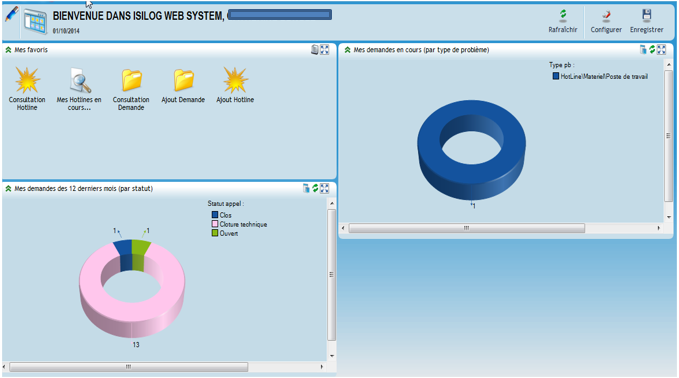 BIENVENUE DANS ISILOG WEB SYSTEM,
01/10/2014
Rafraîchir
Configurer
Enregistrer
Mes favoris
Consultation
Hotline
Mes Hotlines en
cours...
Consultation
Demande
Ajout Demande
Ajout Hotline
Mes demandes en cours (par type de problème)
Type pb :
HotLine\Materiel\Poste de travail
1
Mes demandes des 12 derniers mois (par statut)
Statut appel :
Clos
Cloture technique
Ouvert
1
1
13